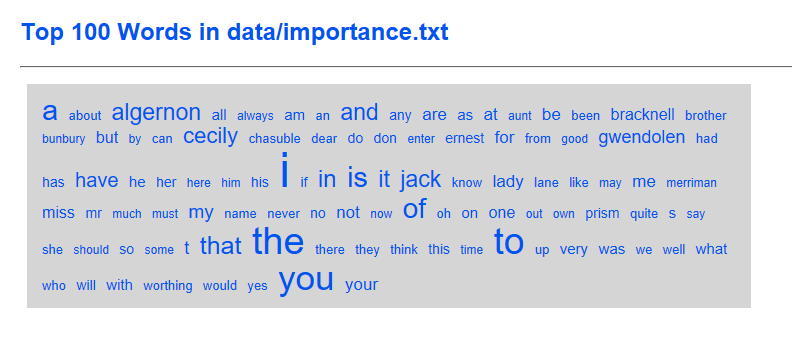 Top 100 Words in data/importance.txt
a about algernon all always am an and any are as at aunt be been bracknell brother
bunbury but by can cecily chasuble dear do don enter ernest for from good gwendolen had
has have he her here him his i if in is it jack know lady lane like may me merriman
miss mr much must my name never no not now of oh on one out own prism quite s say
she should so some t that the there they think this time to up very was we well what
who will with worthing would yes you your